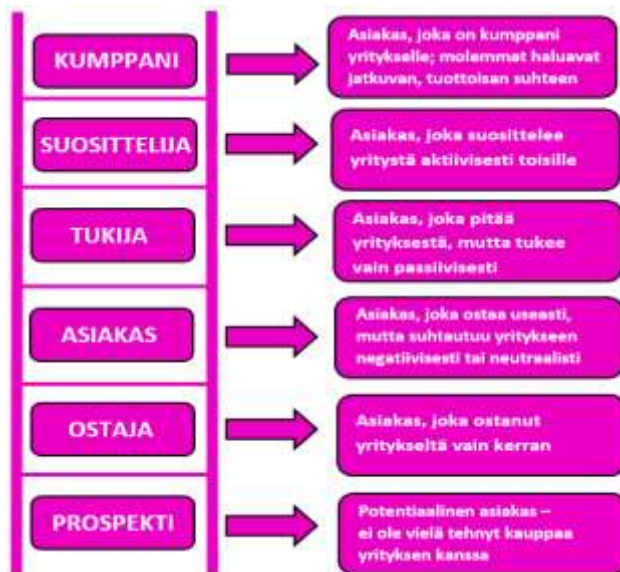 KUMPPANI
Asiakas, joka on kumppani
yritykselle; molemmat haluavat
jatkuvan, tuottoisan suhteen
SUOSITTELIJA
Asiakas, joka suosittelee
yritystä aktiivisesti toisille
TUKIJA
Asiakas, joka pitää
yrityksestä, mutta tukee
vain passiivisesti
ASIAKAS
Asiakas, joka ostaa useasti,
mutta suhtautuu yritykseen
negatiivisesti tai neutraalisti
OSTAJA
Asiakas, joka ostanut
yritykseltä vain kerran
PROSPEKTI
Potentiaalinen asiakas –
ei ole vielä tehnyt kauppaa
yrityksen kanssa